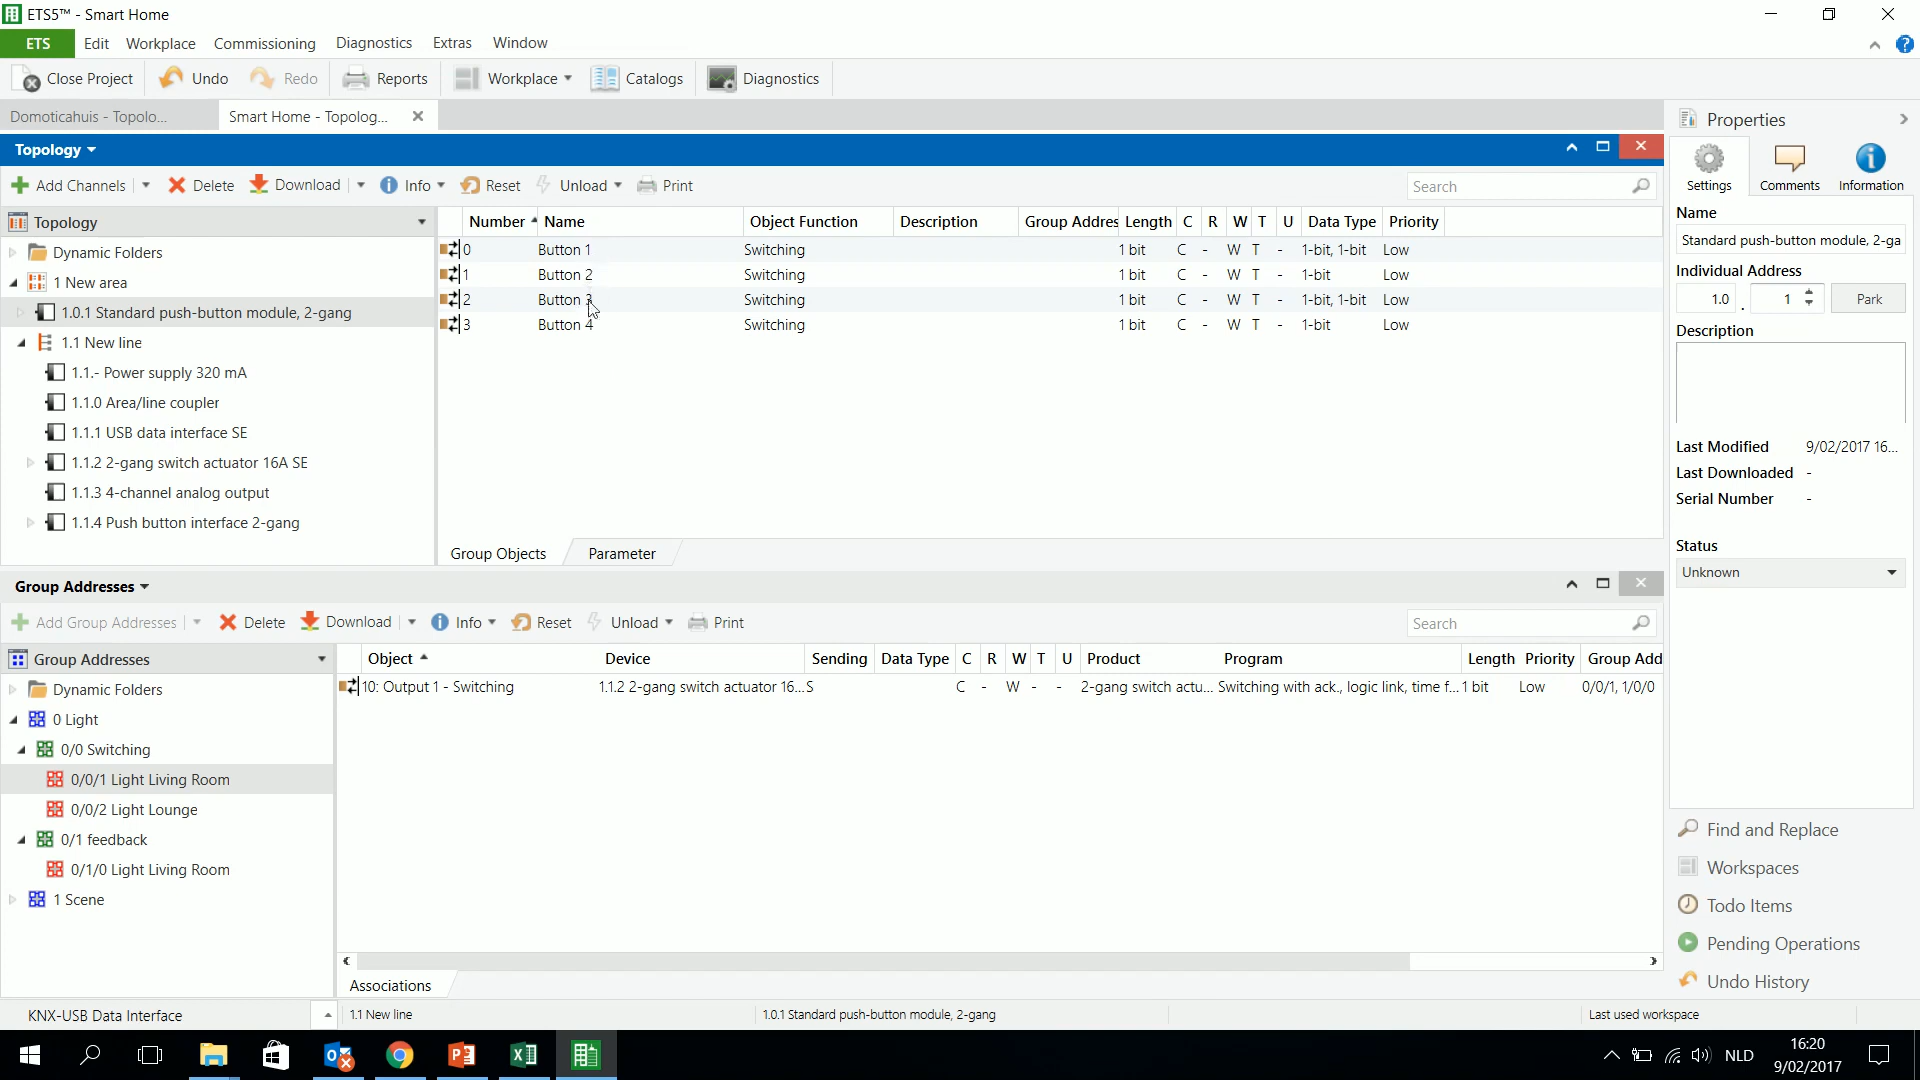 ETS5™ - Smart Home
ETS Edit Workplace Commissioning Diagnostics Extras Window
Close Project Undo Redo Reports Workplace Catalogs Diagnostics
Domoticahuis - Topolo... Smart Home - Topolog...
Topology
Add Channels Delete Download Info Reset Unload Print Search
Topology
Dynamic Folders
1 New area
1.0.1 Standard push-button module, 2-gang
1.1 New line
1.1.- Power supply 320 mA
1.1.0 Area/line coupler
1.1.1 USB data interface SE
1.1.2 2-gang switch actuator 16A SE
1.1.3 4-channel analog output
1.1.4 Push button interface 2-gang
Number Name Object Function Description Group Addres Length C R W T U Data Type Priority
0 Button 1 Switching 1 bit C - W T - 1-bit, 1-bit Low
1 Button 2 Switching 1 bit C - W T - 1-bit Low
2 Button 3 Switching 1 bit C - W T - 1-bit, 1-bit Low
3 Button 4 Switching 1 bit C - W T - 1-bit Low
Group Objects Parameter
Group Addresses
Add Group Addresses Delete Download Info Reset Unload Print Search
Group Addresses
Dynamic Folders
0 Light
0/0 Switching
0/0/1 Light Living Room
0/0/2 Light Lounge
0/1 feedback
0/1/0 Light Living Room
1 Scene
Object Device Sending Data Type C R W T U Product Program Length Priority Group Add
10: Output 1 - Switching 1.1.2 2-gang switch actuator 16... S C - W - - 2-gang switch actu... Switching with ack., logic link, time f... 1 bit Low 0/0/1, 1/0/0
Associations
Properties
Settings Comments Information
Name
Standard push-button module, 2-ga
Individual Address
1.0 . 1 Park
Description
Last Modified 9/02/2017 16...
Last Downloaded -
Serial Number -
Status
Unknown
Find and Replace
Workspaces
Todo Items
Pending Operations
Undo History
KNX-USB Data Interface 1.1 New line 1.0.1 Standard push-button module, 2-gang Last used workspace
NLD 16:20
9/02/2017